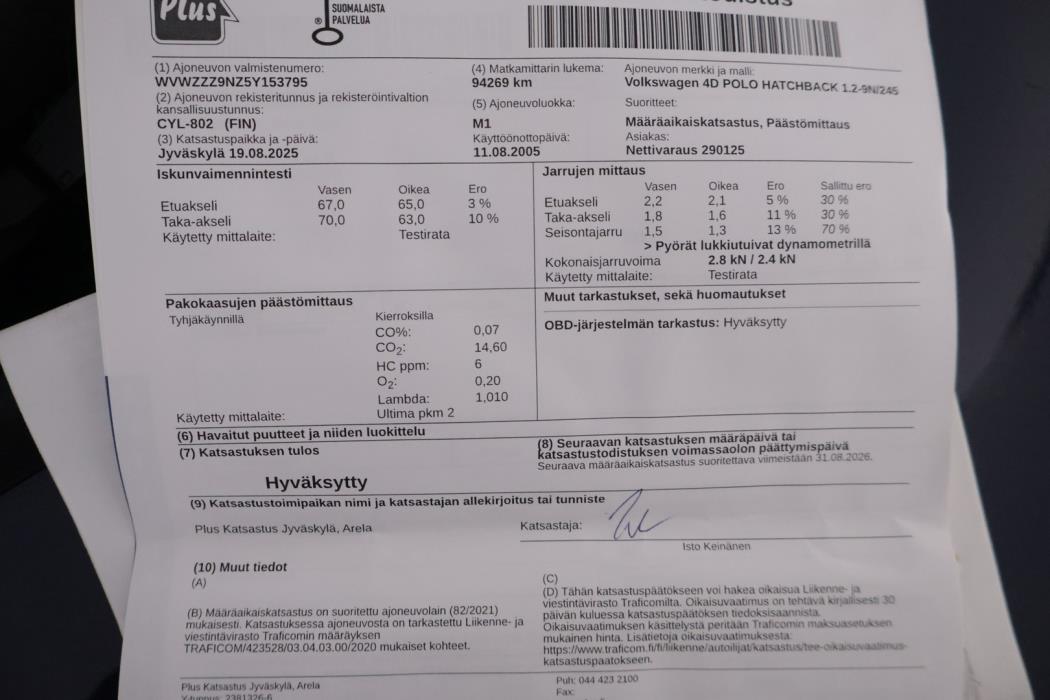 Plus
SUOMALAISTA
PALVELUA
(1) Ajoneuvon valmistenumero:
WVWZZZ9NZ5Y153795
(2) Ajoneuvon rekisteritunnus ja rekisteröintivaltion
kansallisuustunnus:
CYL-802 (FIN)
(3) Katsastuspaikka ja -päivä:
Jyväskylä 19.08.2025
(4) Matkamittarin lukema:
94269 km
(5) Ajoneuvoluokka:
M1
Käyttöönottopäivä:
11.08.2005
Ajoneuvon merkki ja malli:
Volkswagen 4D POLO HATCHBACK 1.2-9N/245
Suoritteet:
Määräaikaiskatsastus, Päästömittaus
Asiakas:
Nettivaraus 290125
Iskunvaimennintesti
Vasen Oikea Ero
Etuakseli 67,0 65,0 3 %
Taka-akseli 70,0 63,0 10 %
Käytetty mittalaite: Testirata
Jarrujen mittaus
Vasen Oikea Ero Sallittu ero
Etuakseli 2,2 2,1 5 % 30 %
Taka-akseli 1,8 1,6 11 % 30 %
Seisontajarru 1,5 1,3 13 % 70 %
> Pyörät lukkiutuivat dynamometrillä
Kokonaisjarruvoima 2.8 kN / 2.4 kN
Käytetty mittalaite: Testirata
Pakokaasujen päästömittaus
Tyhjäkäynnillä Kierroksilla
CO%: 0,07
CO₂: 14,60
HC ppm: 6
O₂: 0,20
Lambda: 1,010
Käytetty mittalaite: Ultima pkm 2
Muut tarkastukset, sekä huomautukset
OBD-järjestelmän tarkastus: Hyväksytty
(6) Havaitut puutteet ja niiden luokittelu
(7) Katsastuksen tulos
Hyväksytty
(8) Seuraavan katsastuksen määräpäivä tai
katsastustodistuksen voimassaolon päättymispäivä
Seuraava määräaikaiskatsastus suoritettava viimeistään 31.08.2026.
(9) Katsastustoimipaikan nimi ja katsastajan allekirjoitus tai tunniste
Plus Katsastus Jyväskylä, Arela
Katsastaja:
Isto Keinänen
(10) Muut tiedot
(A)
(B) Määräaikaiskatsastus on suoritettu ajoneuvolain (82/2021)
mukaisesti. Katsastuksessa ajoneuvosta on tarkastettu Liikenne- ja
viestintävirasto Traficomin määräyksen
TRAFICOM/423528/03.04.03.00/2020 mukaiset kohteet.
(C)
(D) Tähän katsastuspäätökseen voi hakea oikaisua Liikenne- ja
viestintävirasto Traficomilta. Oikaisuvaatimus on tehtävä kirjallisesti 30
päivän kuluessa katsastuspäätöksen tiedoksisaannista.
Oikaisuvaatimuksen käsittelystä peritään Traficomin maksuasetuksen
mukainen hinta. Lisätietoja oikaisuvaatimuksesta:
https://www.traficom.fi/fi/liikenne/autoilijat/katsastus/tee-oikaisuvaatimus-
katsastuspaatokseen.
Plus Katsastus Jyväskylä, Arela
Y-tunnus: 2381326-6
Puh: 044 423 2100
Fax: